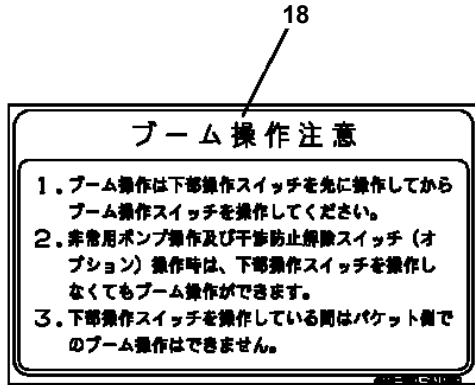 18
ブーム操作注意
1.ブーム操作は下部操作スイッチを先に操作してから
ブーム操作スイッチを操作してください。
2.非常用ポンプ操作及び干渉防止解除スイッチ(オ
プション)操作時は、下部操作スイッチを操作し
なくてもブーム操作ができます。
3.下部操作スイッチを操作している間はバケット側で
のブーム操作はできません。